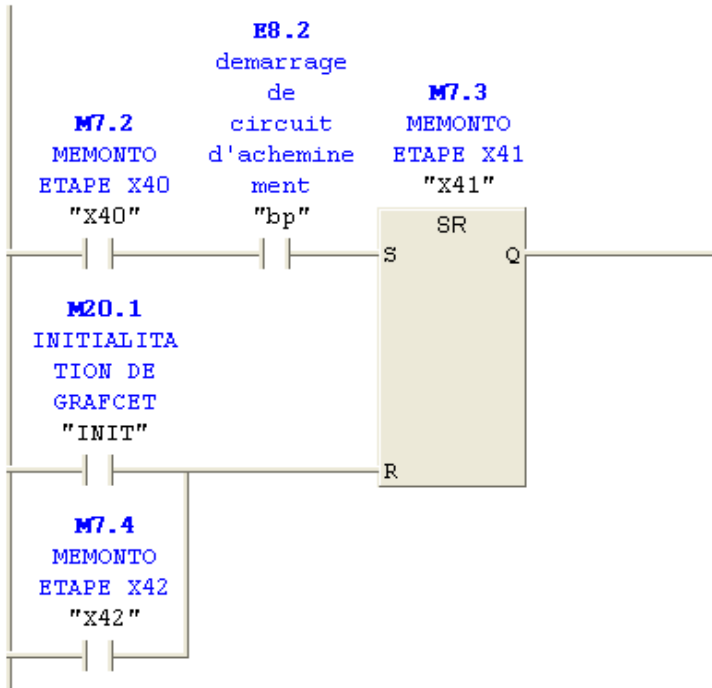 E8.2
demarrage
de
circuit
d'achemine
ment
"bp"
M7.3
MEMONTO
ETAPE X41
"X41"
M7.2
MEMONTO
ETAPE X40
"X40"
SR
S
Q
M20.1
INITIALITA
TION DE
GRAFCET
"INIT"
R
M7.4
MEMONTO
ETAPE X42
"X42"